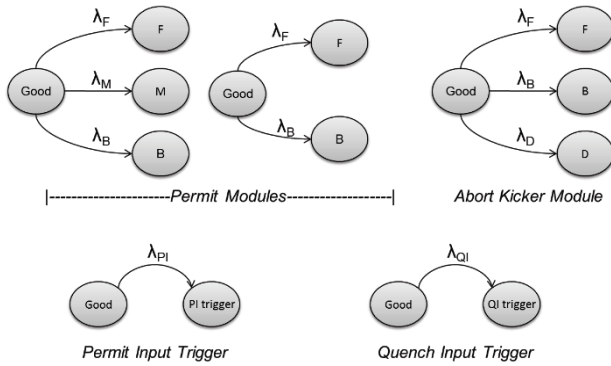 λF
F
λM
Good
M
λB
B
λF
F
Good
λB
B
λF
F
λB
Good
B
λD
D
|---------------------Permit Modules------------------|
Abort Kicker Module
λPI
Good
PI trigger
Permit Input Trigger
λQI
Good
QI trigger
Quench Input Trigger